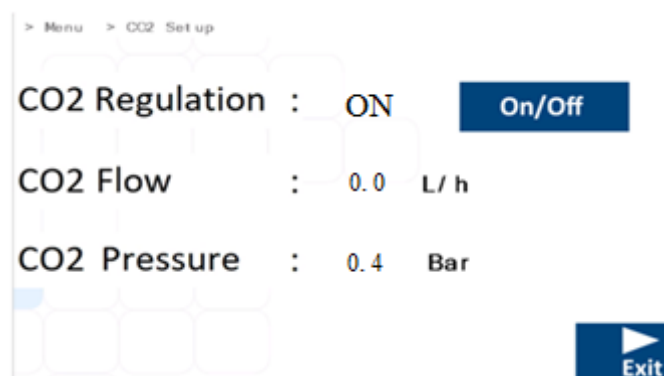 > Menu > CO2 Set up
CO2 Regulation : ON On/Off
CO2 Flow : 0.0 L/h
CO2 Pressure : 0.4 Bar
Exit